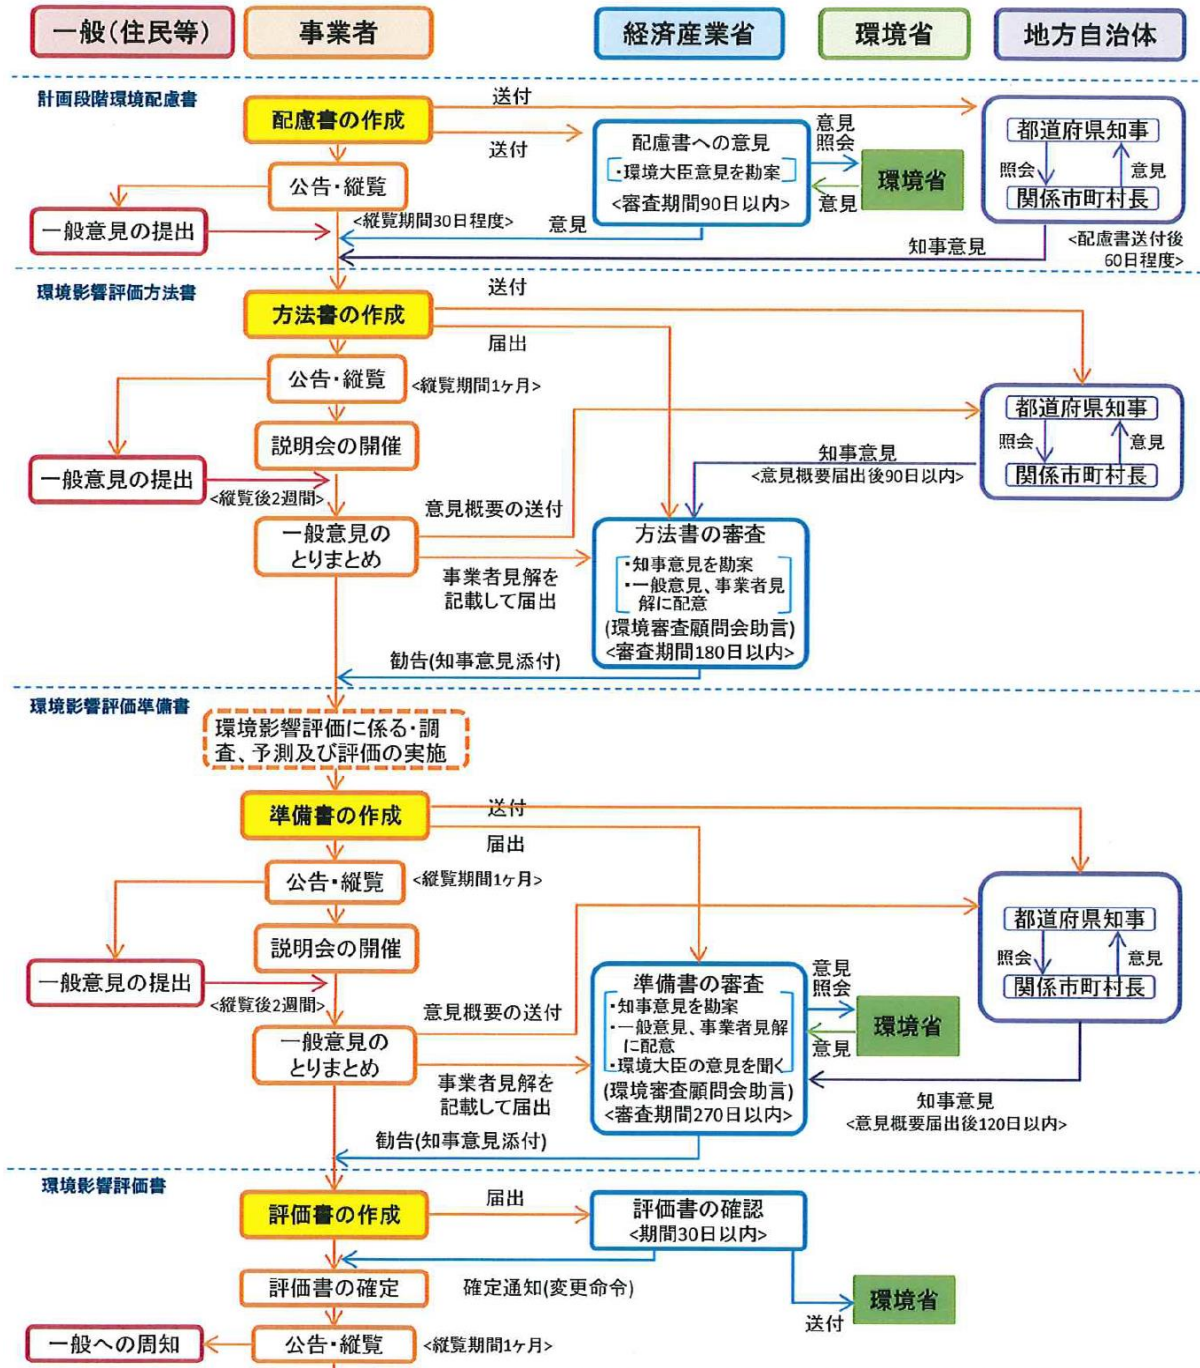 一般(住民等)
事業者
経済産業省
環境省
地方自治体
計画段階環境配慮書
配慮書の作成
送付
送付
公告・縦覧
<縦覧期間30日程度>
一般意見の提出
配慮書への意見
・環境大臣意見を勘案
<審査期間90日以内>
意見
照会
意見
環境省
都道府県知事
照会
意見
関係市町村長
意見
知事意見
<配慮書送付後
60日程度>
環境影響評価方法書
方法書の作成
送付
届出
公告・縦覧
<縦覧期間1ヶ月>
説明会の開催
一般意見の提出
<縦覧後2週間>
一般意見の
とりまとめ
意見概要の送付
事業者見解を
記載して届出
都道府県知事
照会
意見
関係市町村長
知事意見
<意見概要届出後90日以内>
方法書の審査
・知事意見を勘案
・一般意見、事業者見
解に配意
(環境審査顧問会助言)
<審査期間180日以内>
勧告(知事意見添付)
環境影響評価準備書
環境影響評価に係る・調
査、予測及び評価の実施
準備書の作成
送付
届出
公告・縦覧
<縦覧期間1ヶ月>
説明会の開催
一般意見の提出
<縦覧後2週間>
一般意見の
とりまとめ
意見概要の送付
事業者見解を
記載して届出
準備書の審査
・知事意見を勘案
・一般意見、事業者見解
に配意
・環境大臣の意見を聞く
(環境審査顧問会助言)
<審査期間270日以内>
意見
照会
意見
環境省
都道府県知事
照会
意見
関係市町村長
知事意見
<意見概要届出後120日以内>
勧告(知事意見添付)
環境影響評価書
評価書の作成
届出
評価書の確認
<期間30日以内>
評価書の確定
確定通知(変更命令)
環境省
送付
一般への周知
公告・縦覧
<縦覧期間1ヶ月>